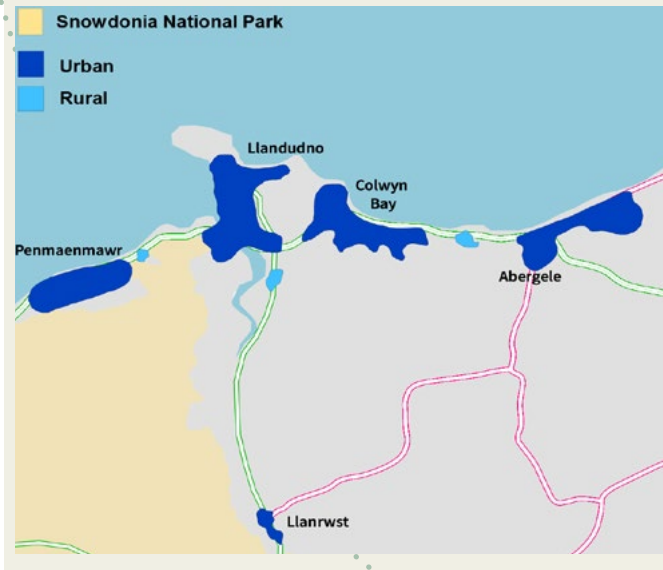 Snowdonia National Park
Urban
Rural
Llandudno
Colwyn
Bay
Penmaenmawr
Abergele
Llanrwst